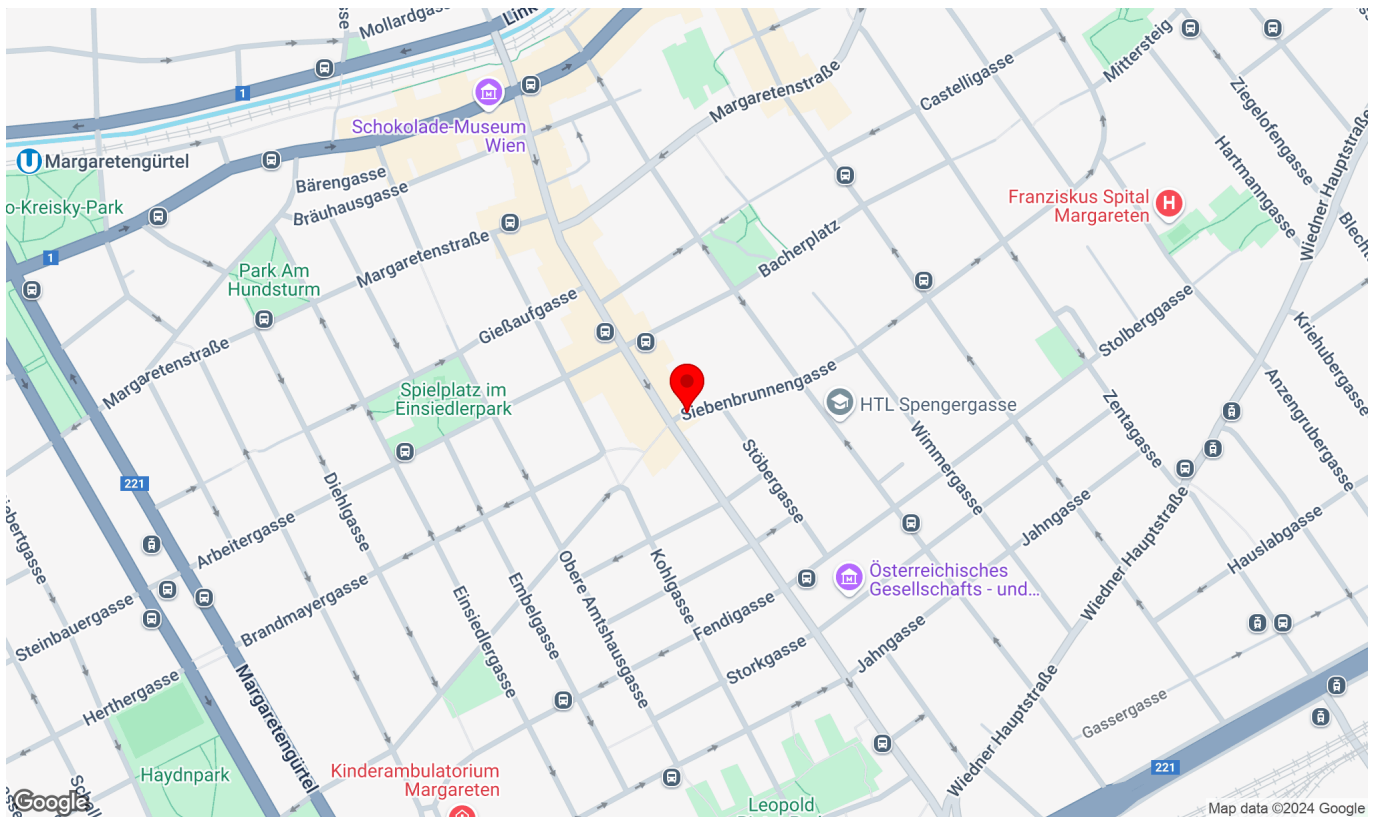 Mollardgasse
Link
1
Schokolade-Museum
Wien
Margaretenstraße
Castelligasse
Mittersteig
Ziegelofengasse
Hartmanngasse
Wiedner Hauptstraße
Margaretengürtel
Bärengasse
Bräuhausgasse
o-Kreisky-Park
Franziskus Spital
Margareten
H
Margaretenstraße
Bacherplatz
1
Park Am
Hundsturm
Gießaufgasse
Stolberggasse
Kriehubergasse
Margaretenstraße
Spielplatz im
Einsiedlerpark
Siebenbrunnengasse
HTL Spengergasse
Zentagasse
Anzengrubergasse
Stöbergasse
Wimmergasse
221
Diehlgasse
Arbeitergasse
Jahngasse
Wiedner Hauptstraße
Hauslabgasse
Steinbauergasse
Brandmayergasse
Einsiedlergasse
Embelgasse
Obere Amtshausgasse
Kohlgasse
Österreichisches
Gesellschafts - und...
Fendigasse
Storkgasse
Jahngasse
Herthergasse
Margaretengürtel
Wiedner Hauptstraße
Gassergasse
221
Haydnpark
Kinderambulatorium
Margareten
Leopold
Google
Map data ©2024 Google